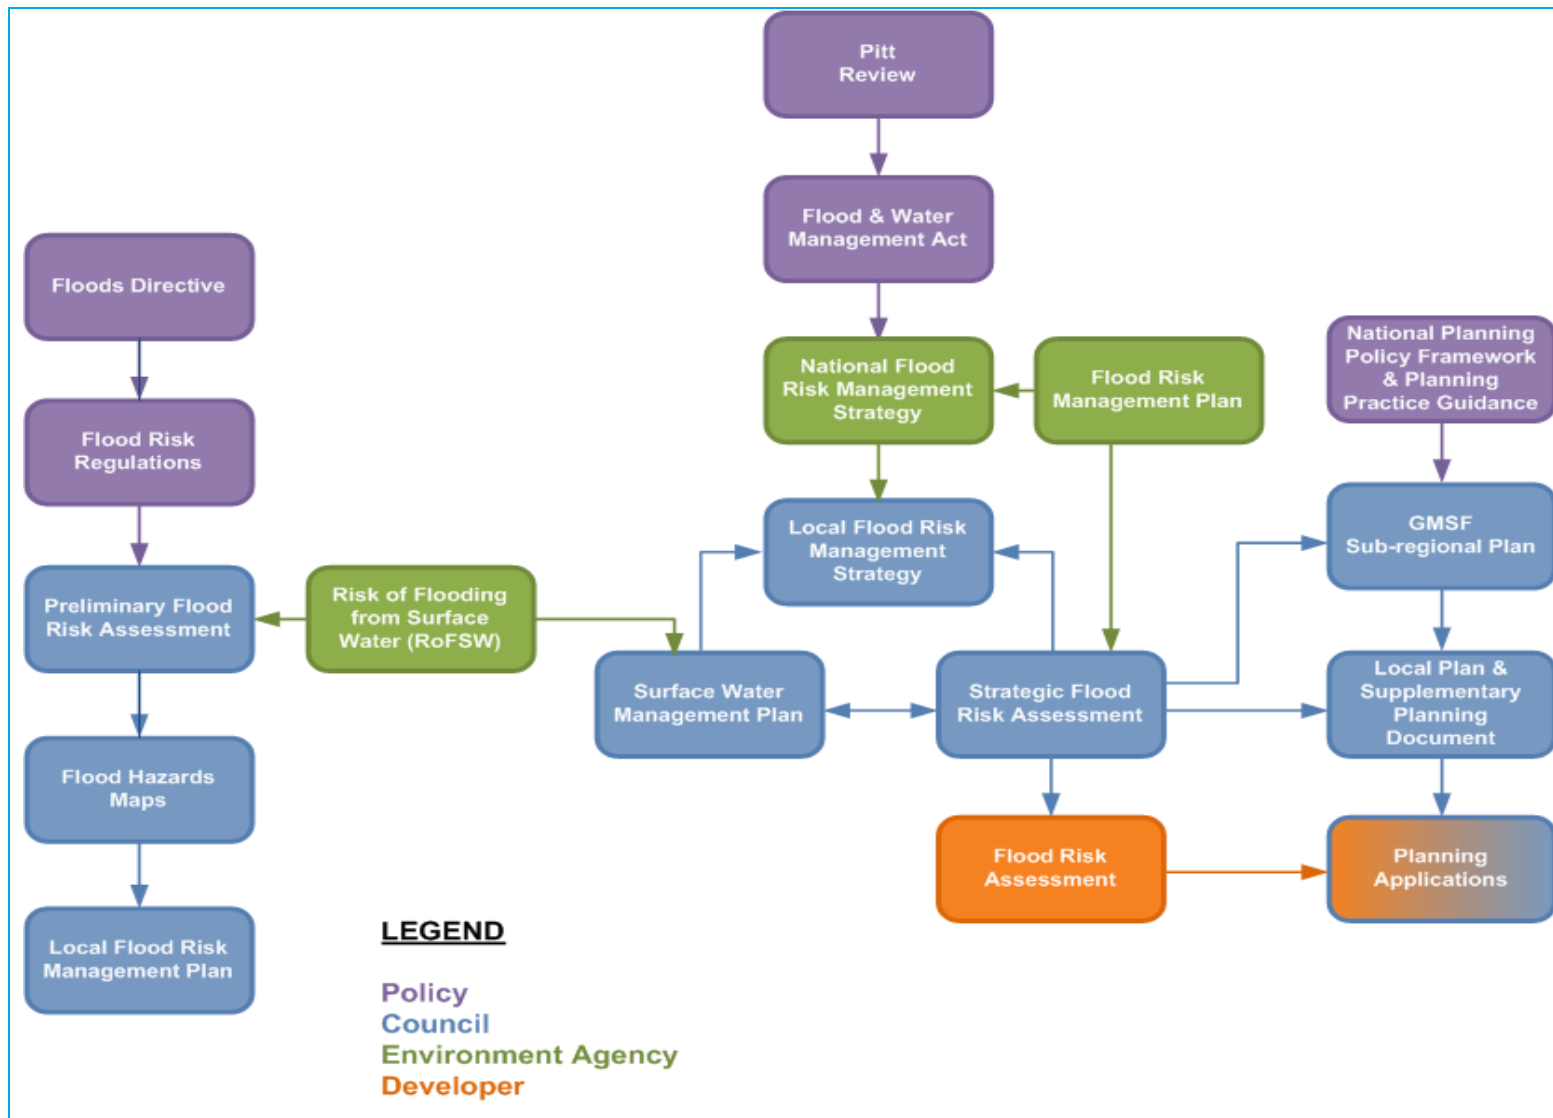 Pitt
Review
Flood & Water
Management Act
Floods Directive
National Flood
Risk Management
Strategy
Flood Risk
Management Plan
National Planning
Policy Framework
& Planning
Practice Guidance
Flood Risk
Regulations
Local Flood Risk
Management
Strategy
GMSF
Sub-regional Plan
Preliminary Flood
Risk Assessment
Risk of Flooding
from Surface
Water (RoFSW)
Surface Water
Management Plan
Strategic Flood
Risk Assessment
Local Plan &
Supplementary
Planning
Document
Flood Hazards
Maps
Flood Risk
Assessment
Planning
Applications
Local Flood Risk
Management Plan
LEGEND
Policy
Council
Environment Agency
Developer